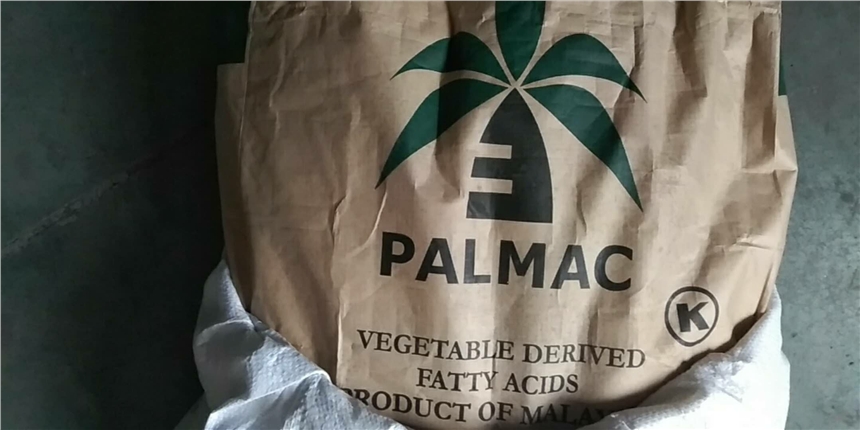 PALMAC
K
VEGETABLE DERIVED
FATTY ACIDS
PRODUCT OF